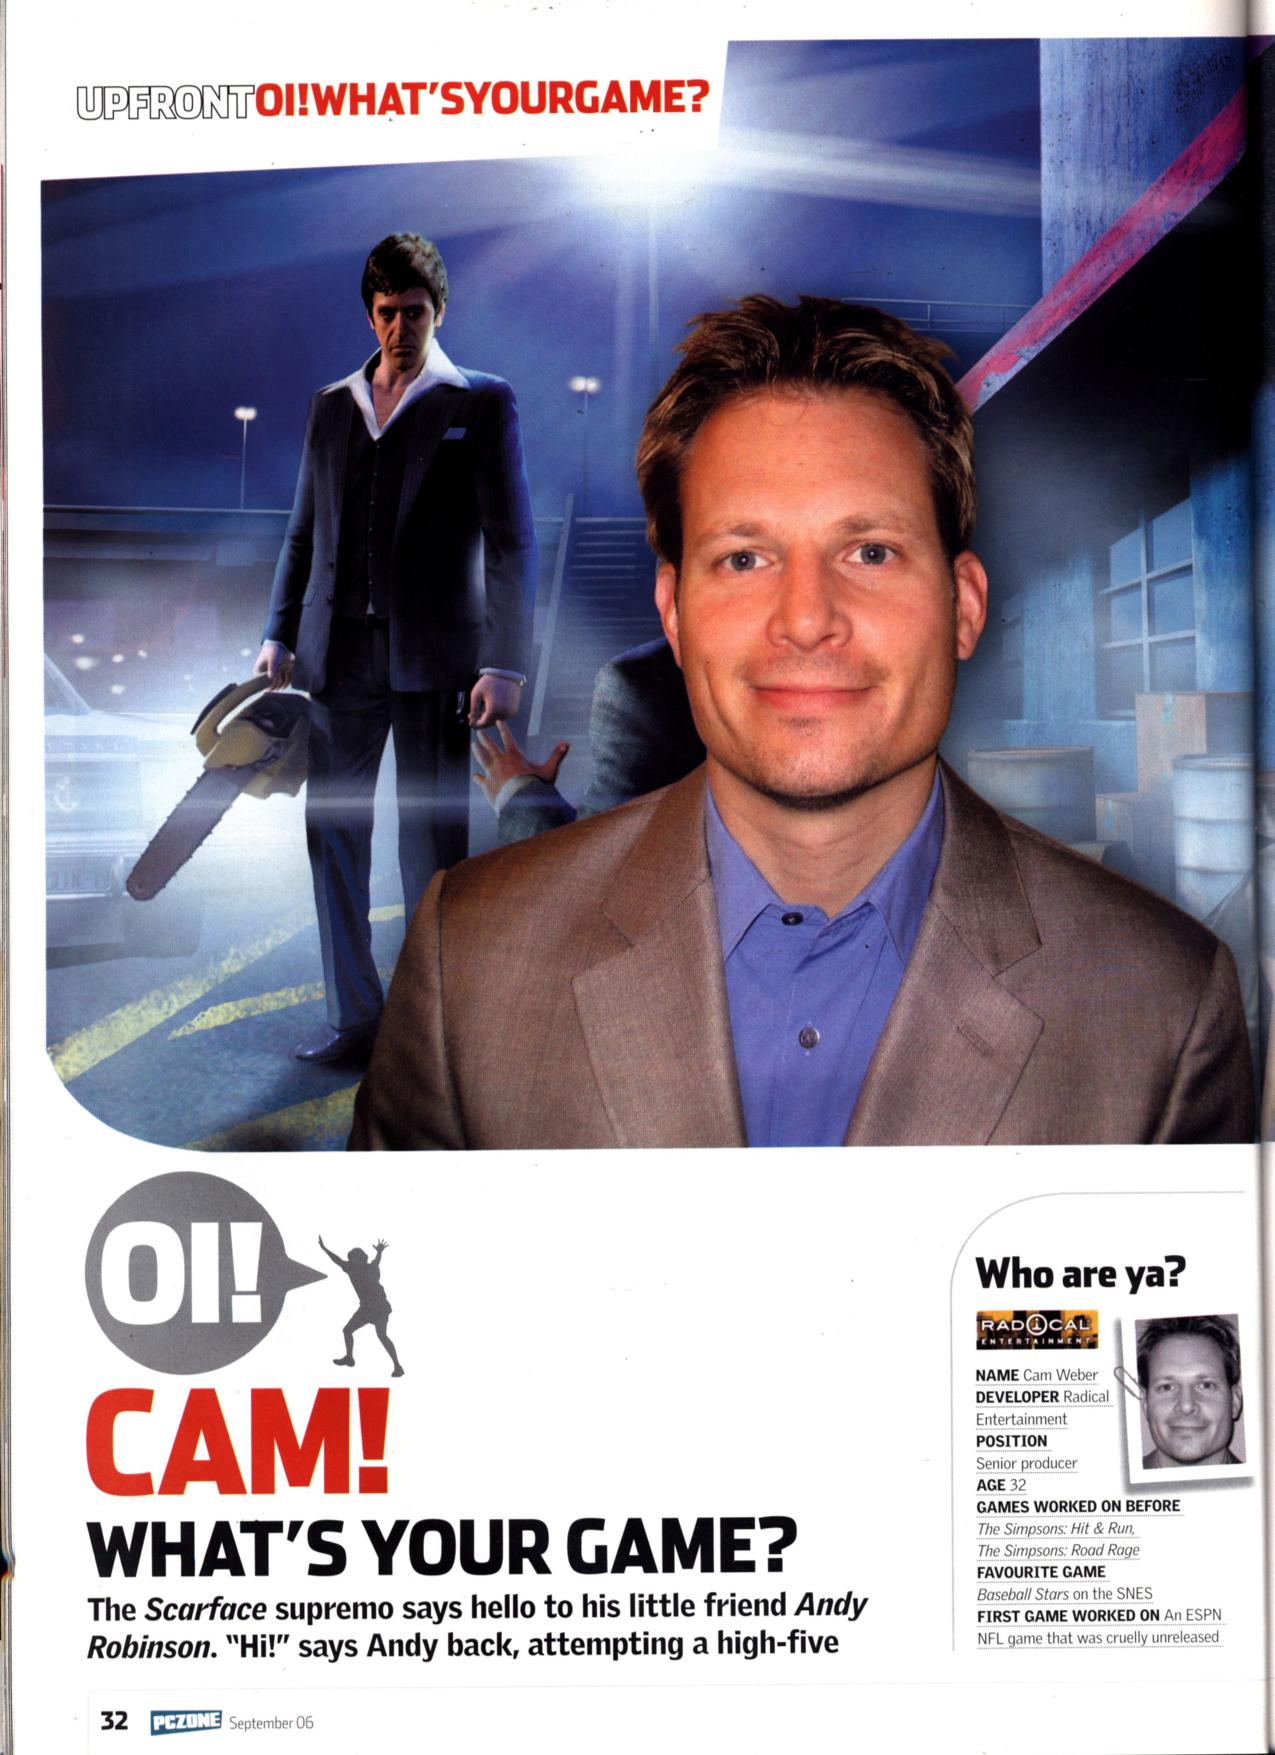 UPFRONTOI!WHAT'SYOURGAME?
OI!
CAM!
WHAT'S YOUR GAME?
The Scarface supremo says hello to his little friend Andy
Robinson. "Hi!" says Andy back, attempting a high-five
Who are ya?
RADICAL
ENTERTAINMENT
NAME Cam Weber
DEVELOPER Radical
Entertainment
POSITION
Senior producer
AGE 32
GAMES WORKED ON BEFORE
The Simpsons: Hit & Run,
The Simpsons: Road Rage
FAVOURITE GAME
Baseball Stars on the SNES
FIRST GAME WORKED ON An ESPN
NFL game that was cruelly unreleased
32 PCZONE September 06